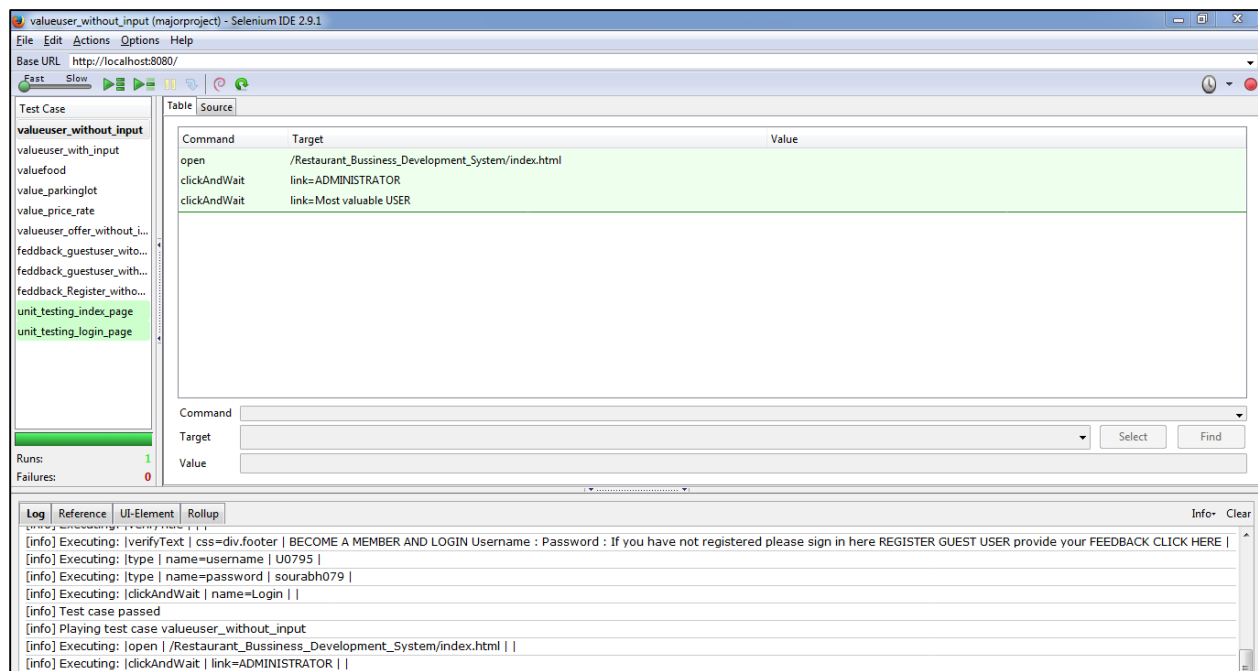 valueuser_without_input (majorproject) - Selenium IDE 2.9.1
File Edit Actions Options Help
Base URL http://localhost:8080/
Fast Slow
Test Case
valueuser_without_input
valueuser_with_input
valuefood
value_parkinglot
value_price_rate
valueuser_offer_without_i...
feddback_guestuser_wito...
feddback_guestuser_with...
feddback_Register_witho...
unit_testing_index_page
unit_testing_login_page
Runs: 1
Failures: 0
Table Source
Command Target Value
open /Restaurant_Bussiness_Development_System/index.html
clickAndWait link=ADMINISTRATOR
clickAndWait link=Most valuable USER
Command
Target Select Find
Value
Log Reference UI-Element Rollup Info Clear
[info] Executing: |verifyTitle | | |
[info] Executing: |verifyText | css=div.footer | BECOME A MEMBER AND LOGIN Username : Password : If you have not registered please sign in here REGISTER GUEST USER provide your FEEDBACK CLICK HERE |
[info] Executing: |type | name=username | U0795 |
[info] Executing: |type | name=password | sourabh079 |
[info] Executing: |clickAndWait | name=Login | |
[info] Test case passed
[info] Playing test case valueuser_without_input
[info] Executing: |open | /Restaurant_Bussiness_Development_System/index.html | |
[info] Executing: |clickAndWait | link=ADMINISTRATOR | |